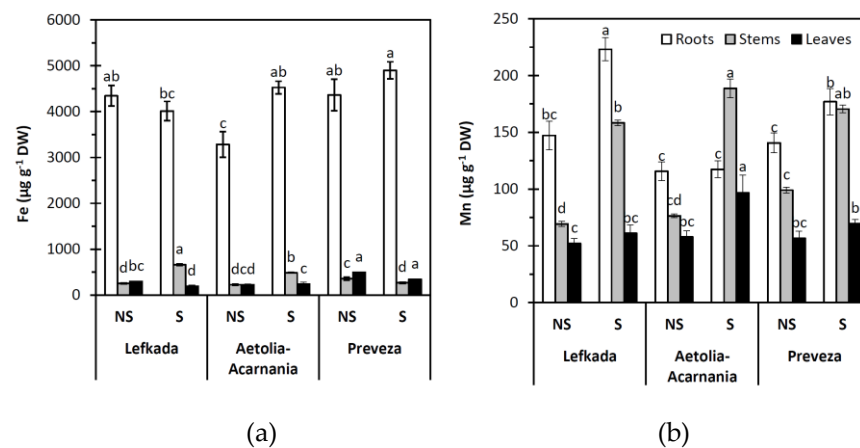 6000
5000
4000
3000
2000
1000
0
Fe (µg g-1 DW)
ab
d bc
bc
a
d
c
d cd
ab
b
c
ab
c
a
a
d
a
NS S NS S NS S
Lefkada Aetolia-Acarnania Preveza
(a)
250
200
150
100
50
0
Mn (µg g-1 DW)
Roots Stems Leaves
bc
d
c
a
b
bc
c
cd
c
c
a
a
c
c
bc
b
ab
b
NS S NS S NS S
Lefkada Aetolia-Acarnania Preveza
(b)